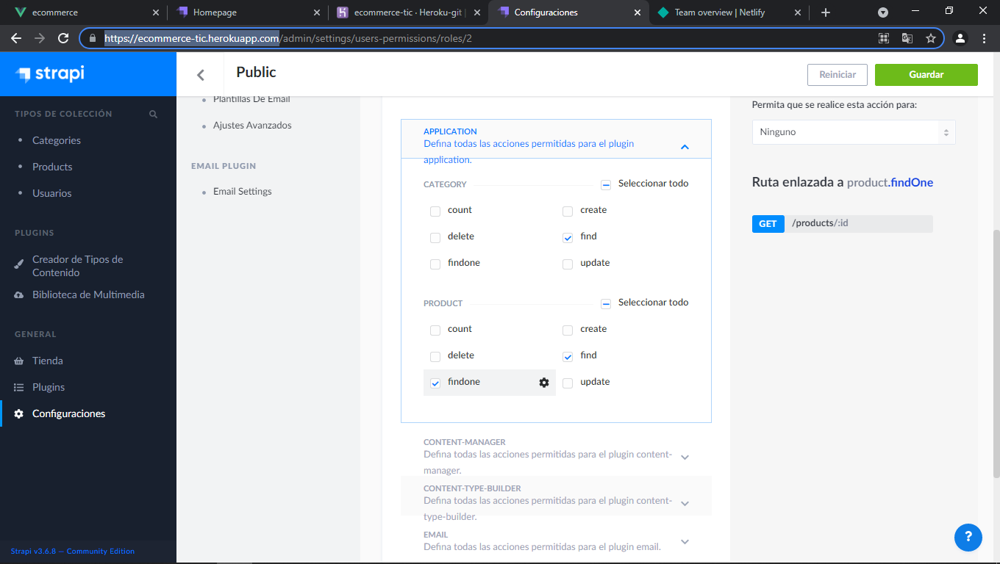 ecommerce
Homepage
ecommerce-tic · Heroku-git |
Configuraciones
Team overview | Netlify
https://ecommerce-tic.herokuapp.com/admin/settings/users-permissions/roles/2
strapi
Public
Reiniciar
Guardar
TIPOS DE COLECCIÓN
Categories
Products
Usuarios
PLUGINS
Creador de Tipos de
Contenido
Biblioteca de Multimedia
GENERAL
Tienda
Plugins
Configuraciones
Strapi v3.6.8 — Community Edition
Plantillas De Email
Ajustes Avanzados
EMAIL PLUGIN
Email Settings
APPLICATION
Defina todas las acciones permitidas para el plugin
application.
CATEGORY
Seleccionar todo
count
create
delete
find
findone
update
PRODUCT
Seleccionar todo
count
create
delete
find
findone
update
CONTENT-MANAGER
Defina todas las acciones permitidas para el plugin content-
manager.
CONTENT-TYPE-BUILDER
Defina todas las acciones permitidas para el plugin content-
type-builder.
EMAIL
Defina todas las acciones permitidas para el plugin email.
Permita que se realice esta acción para:
Ninguno
Ruta enlazada a product.findOne
GET /products/:id
?